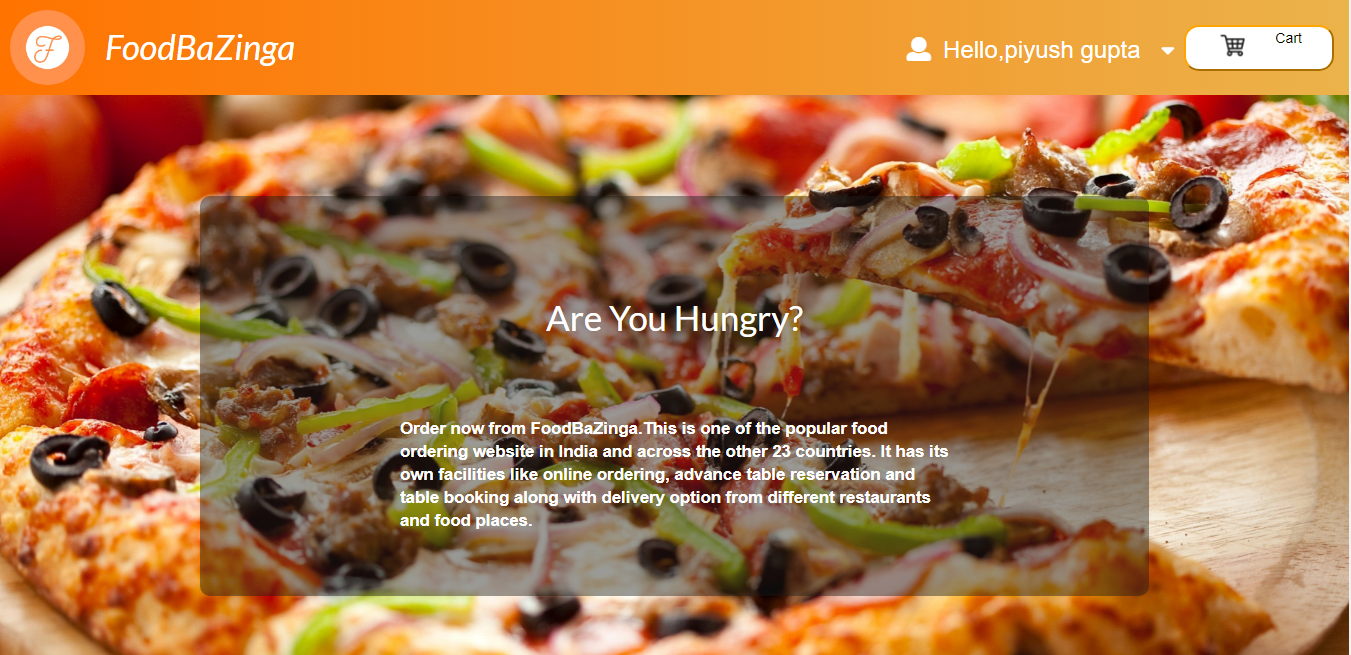 FoodBaZinga
Hello,piyush gupta
Cart
Are You Hungry?
Order now from FoodBaZinga.This is one of the popular food
ordering website in India and across the other 23 countries. It has its
own facilities like online ordering, advance table reservation and
table booking along with delivery option from different restaurants
and food places.